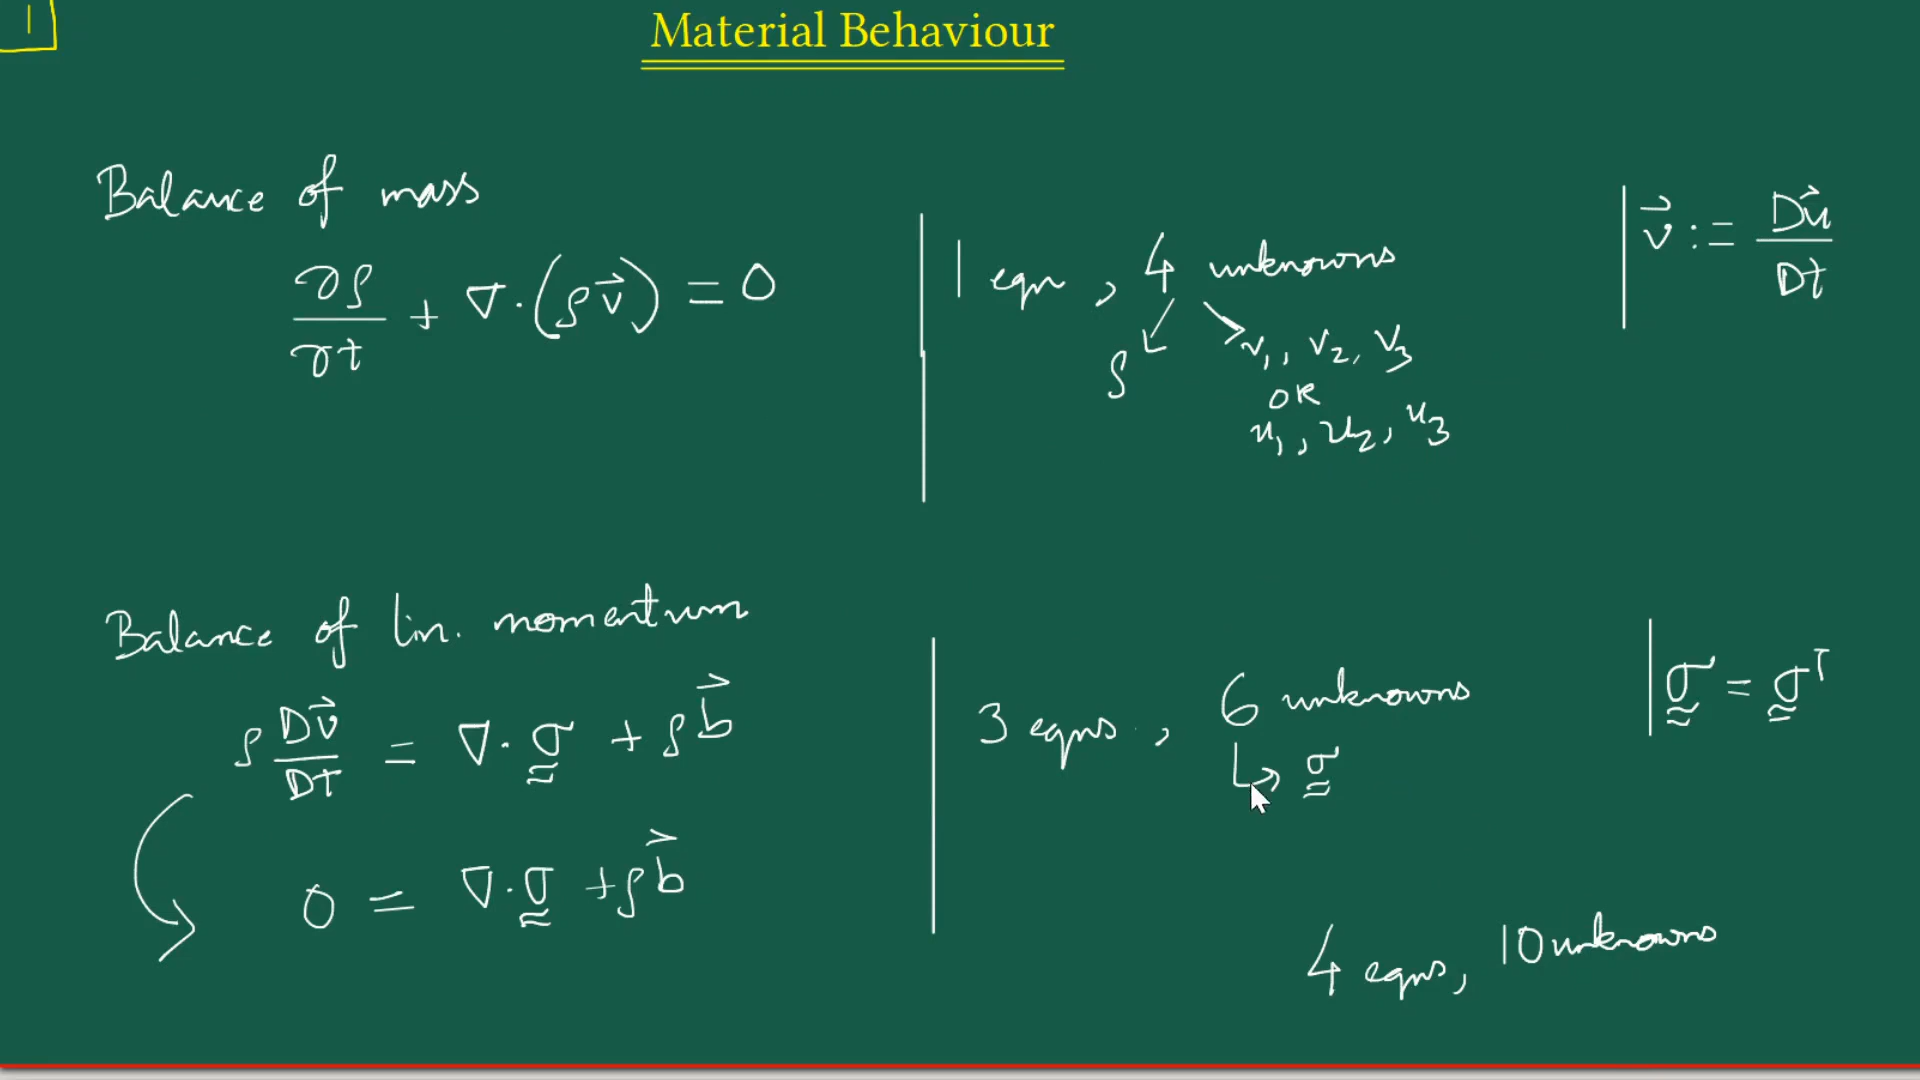 1
Material Behaviour
Balance of mass
∂ρ/∂t + ∇·(ρv⃗) = 0
1 eqn, 4 unknowns
ρ
v₁, v₂, v₃
OR
u₁, u₂, u₃
v⃗ := Du⃗/Dt
Balance of lin. momentum
ρ Dv⃗/Dt = ∇·σ̳ + ρb⃗
3 eqns, 6 unknowns
↳ σ̳
σ̳ = σ̳ᵀ
0 = ∇·σ̳ + ρb⃗
4 eqns, 10 unknowns